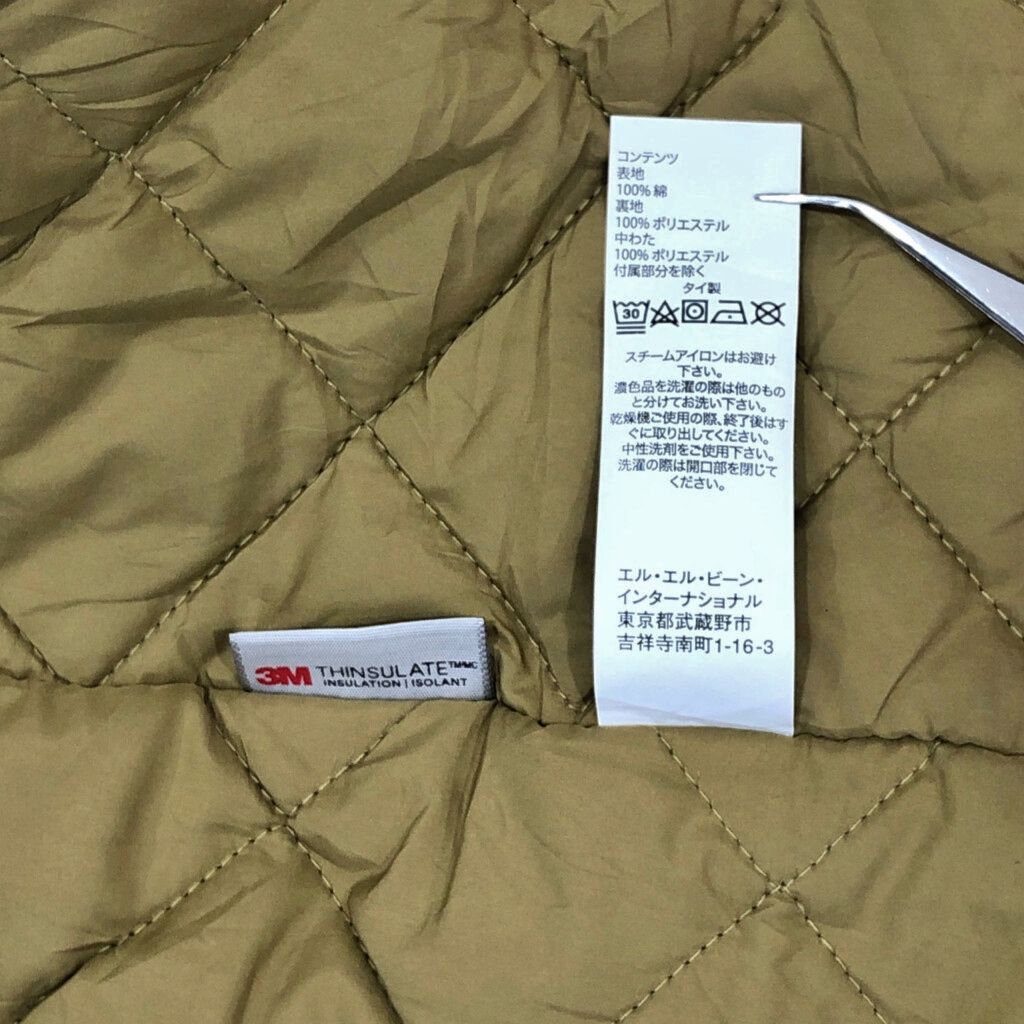 コンテンツ
表地
100% 綿
裏地
100% ポリエステル
中わた
100% ポリエステル
付属部分を除く
タイ製
30
スチームアイロンはお避け
下さい。
濃色品を洗濯の際は他のもの
と分けてお洗い下さい。
乾燥機ご使用の際、終了後はす
ぐに取り出してください。
中性洗剤をご使用下さい。
洗濯の際は開口部を閉じて
ください。
エル・エル・ビーン・
インターナショナル
東京都武蔵野市
吉祥寺南町1-16-3
3M THINSULATE™/MC
INSULATION | ISOLANT